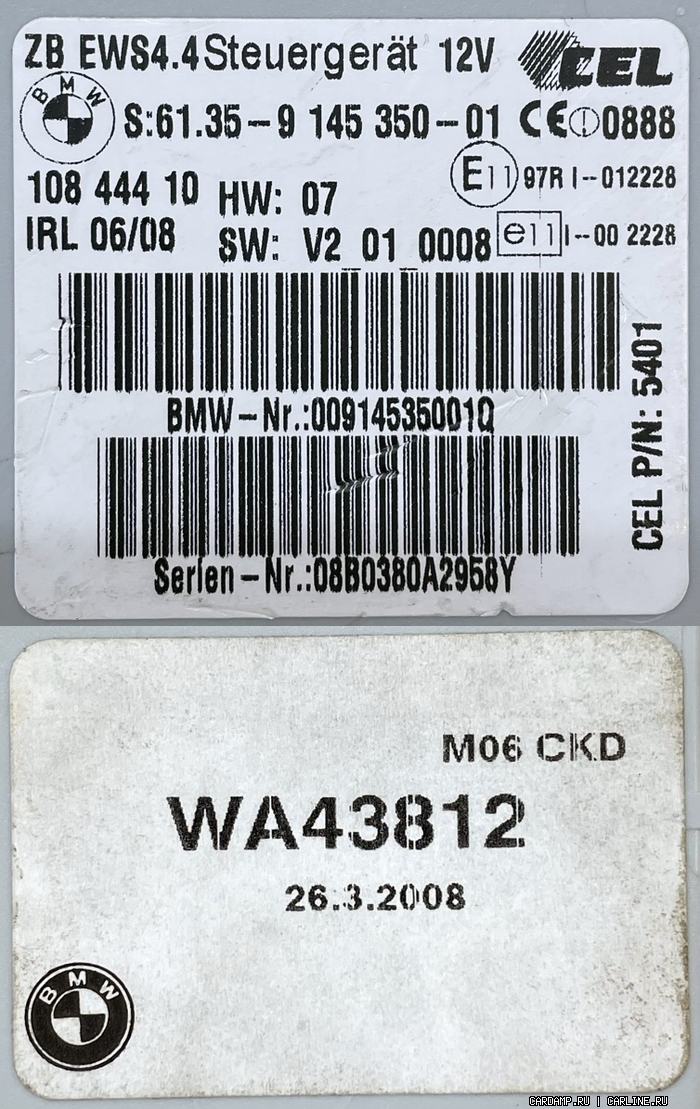 ZB EWS4.4 Steuergerät 12V
CEL
BMW
S:61.35-9 145 350-01 CE ! 0888
108 444 10 HW: 07
E11 97R I-012228
IRL 06/08 SW: V2 01 0008
e11 I-00 2228
BMW-Nr.:00914535001Q
CEL P/N: 5401
Serien-Nr.:08B0380A2958Y
M06 CKD
WA43812
26.3.2008
BMW
CARDAMP.RU | CARLINE.RU